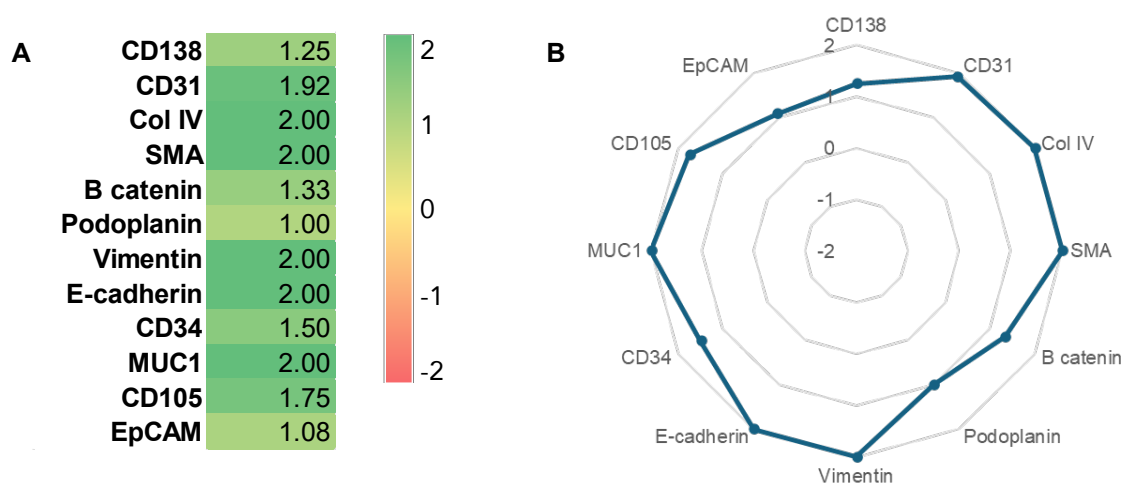 A
CD138 1.25
CD31 1.92
Col IV 2.00
SMA 2.00
B catenin 1.33
Podoplanin 1.00
Vimentin 2.00
E-cadherin 2.00
CD34 1.50
MUC1 2.00
CD105 1.75
EpCAM 1.08
2
1
0
-1
-2
B
CD138
CD31
Col IV
SMA
B catenin
Podoplanin
Vimentin
E-cadherin
CD34
MUC1
CD105
EpCAM
2
1
0
-1
-2